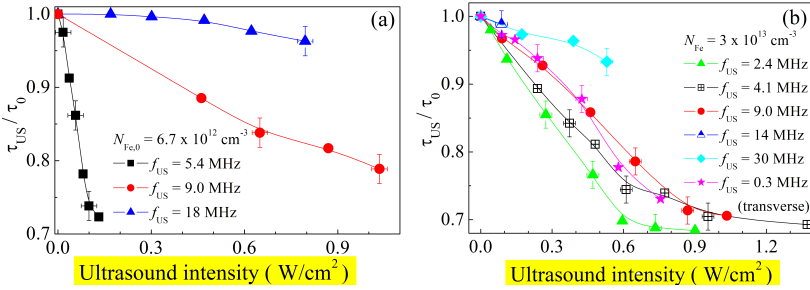 (a)
τ_US / τ_0
1.0
0.9
0.8
0.7
N_Fe,0 = 6.7 x 10^12 cm^-3
f_US = 5.4 MHz
f_US = 9.0 MHz
f_US = 18 MHz
0.0 0.3 0.6 0.9
Ultrasound intensity ( W/cm^2 )
(b)
τ_US / τ_0
1.0
0.9
0.8
0.7
N_Fe = 3 x 10^13 cm^-3
f_US = 2.4 MHz
f_US = 4.1 MHz
f_US = 9.0 MHz
f_US = 14 MHz
f_US = 30 MHz
f_US = 0.3 MHz
(transverse)
0.0 0.3 0.6 0.9 1.2
Ultrasound intensity ( W/cm^2 )